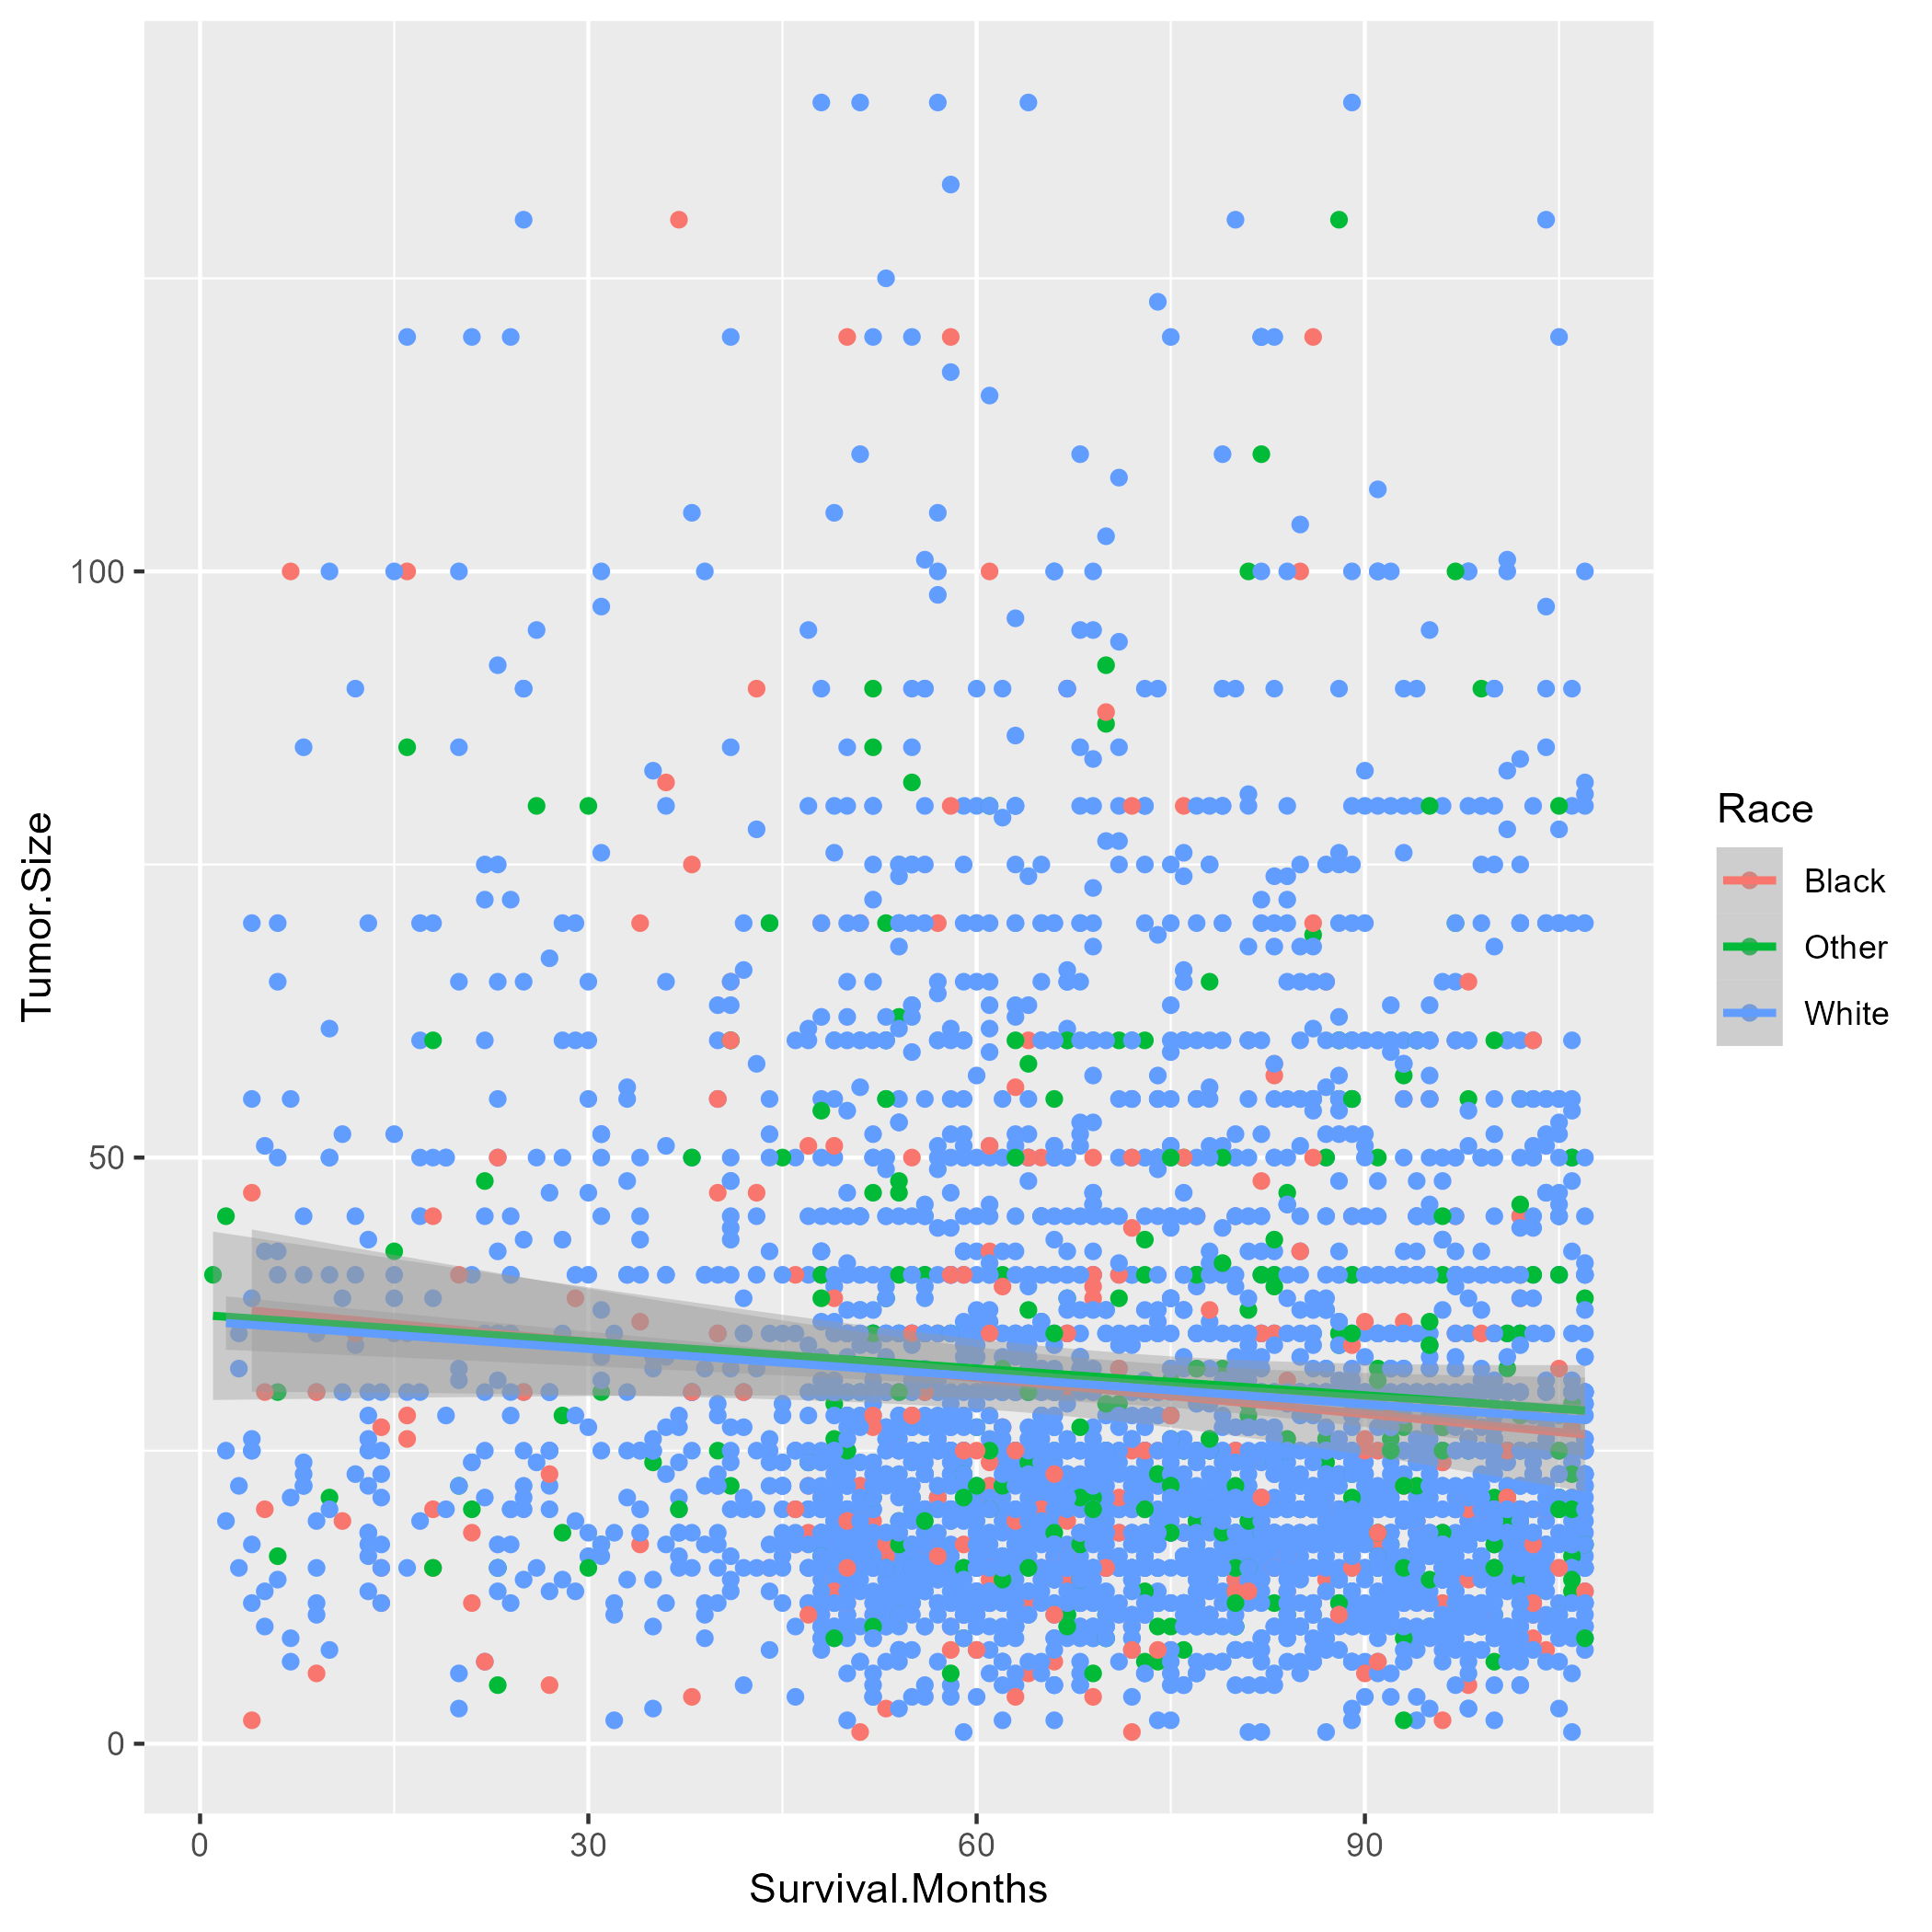 Tumor.Size
100
50
0
0 30 60 90
Survival.Months
Race
Black
Other
White